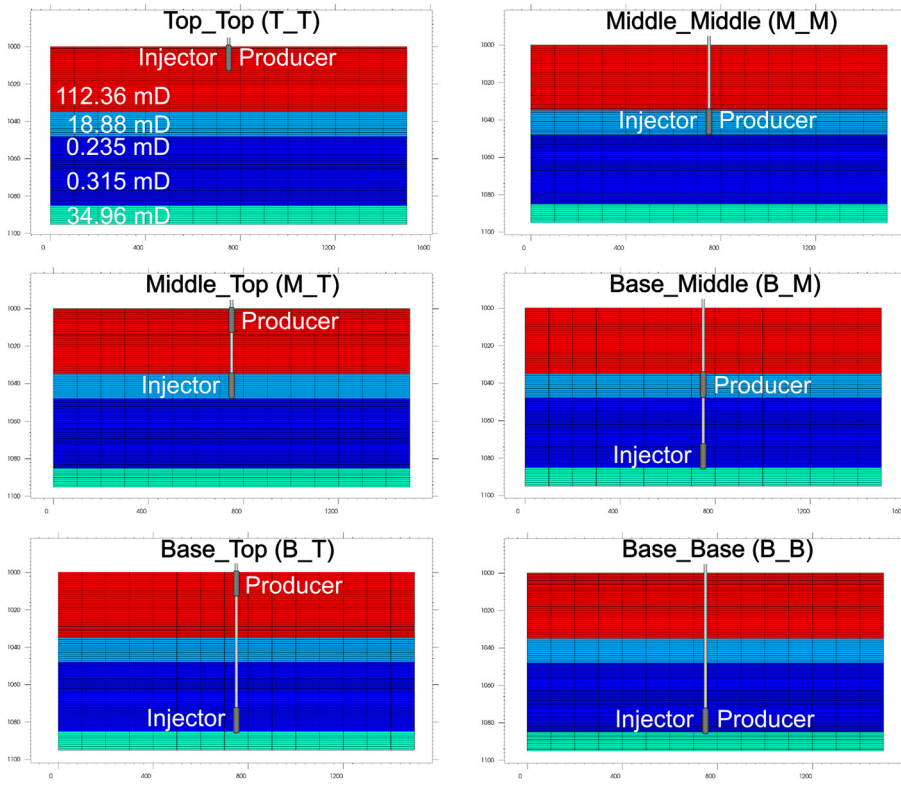 Top_Top (T_T)
1000
1020
1040
1060
1080
1100
Injector Producer
112.36 mD
18.88 mD
0.235 mD
0.315 mD
34.96 mD
0 400 800 1200 1600
Middle_Middle (M_M)
1000
1020
1040
1060
1080
1100
Injector Producer
0 400 800 1200
Middle_Top (M_T)
1000
1020
1040
1060
1080
1100
Producer
Injector
0 400 800 1200
Base_Middle (B_M)
1000
1020
1040
1060
1080
1100
Producer
Injector
0 400 800 1200 1600
Base_Top (B_T)
1000
1020
1040
1060
1080
1100
Producer
Injector
0 400 800 1200
Base_Base (B_B)
1000
1020
1040
1060
1080
1100
Injector Producer
0 400 800 1200